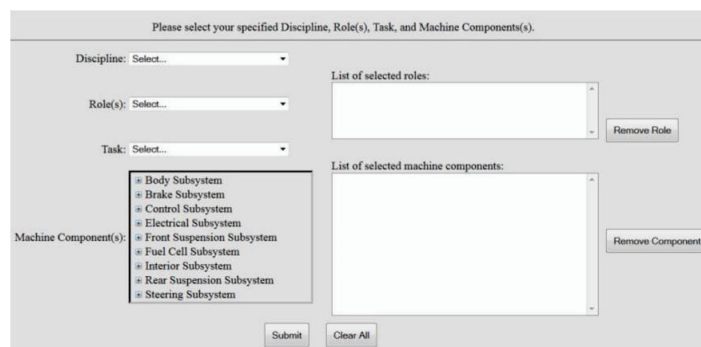 Please select your specified Discipline, Role(s), Task, and Machine Components(s).
Discipline: Select...
List of selected roles:
Role(s): Select...
Remove Role
Task: Select...
List of selected machine components:
Body Subsystem
Brake Subsystem
Control Subsystem
Electrical Subsystem
Machine Component(s): Front Suspension Subsystem
Remove Component
Fuel Cell Subsystem
Interior Subsystem
Rear Suspension Subsystem
Steering Subsystem
Submit Clear All